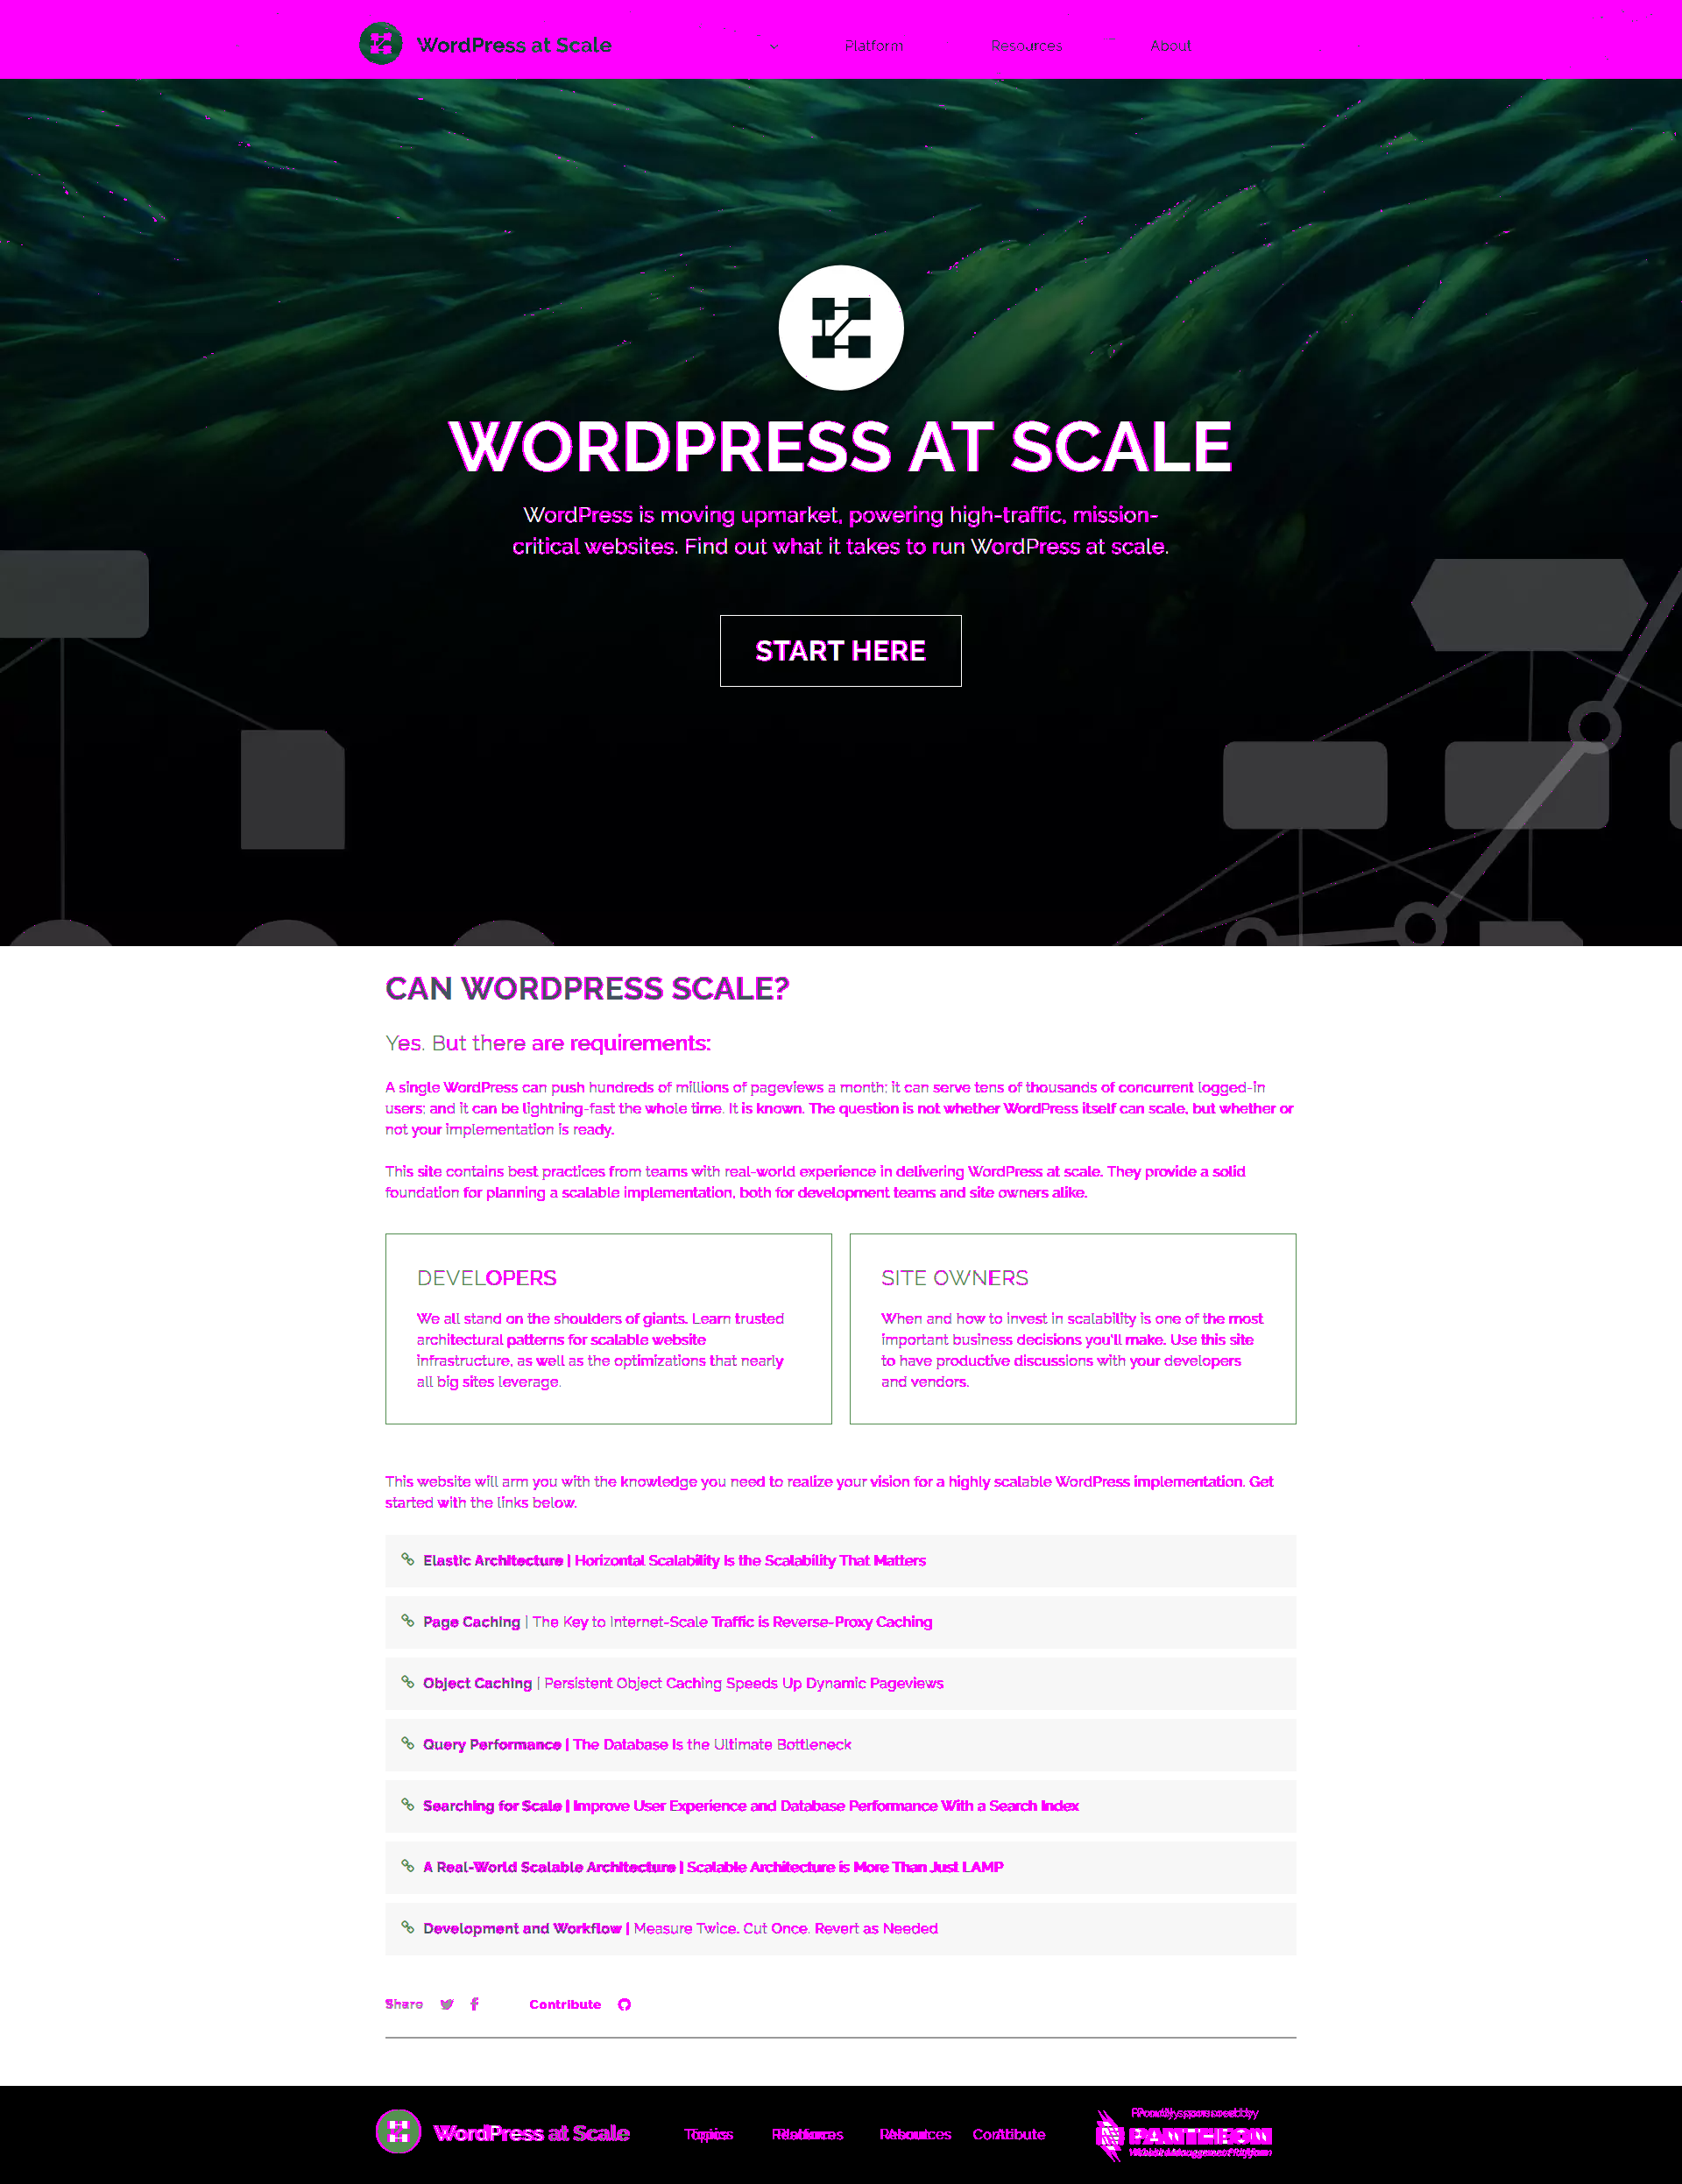 WordPress at Scale
Platform
Resources
About
WORDPRESS AT SCALE
WordPress is moving upmarket, powering high-traffic, mission-
critical websites. Find out what it takes to run WordPress at scale.
START HERE
CAN WORDPRESS SCALE?
Yes. But there are requirements:
A single WordPress can push hundreds of millions of pageviews a month; it can serve tens of thousands of concurrent logged-in
users; and it can be lightning-fast the whole time. It is known. The question is not whether WordPress itself can scale, but whether or
not your implementation is ready.
This site contains best practices from teams with real-world experience in delivering WordPress at scale. They provide a solid
foundation for planning a scalable implementation, both for development teams and site owners alike.
DEVELOPERS
We all stand on the shoulders of giants. Learn trusted
architectural patterns for scalable website
infrastructure, as well as the optimizations that nearly
all big sites leverage.
SITE OWNERS
When and how to invest in scalability is one of the most
important business decisions you'll make. Use this site
to have productive discussions with your developers
and vendors.
This website will arm you with the knowledge you need to realize your vision for a highly scalable WordPress implementation. Get
started with the links below.
Elastic Architecture | Horizontal Scalability Is the Scalability That Matters
Page Caching | The Key to Internet-Scale Traffic is Reverse-Proxy Caching
Object Caching | Persistent Object Caching Speeds Up Dynamic Pageviews
Query Performance | The Database Is the Ultimate Bottleneck
Searching for Scale | Improve User Experience and Database Performance With a Search Index
A Real-World Scalable Architecture | Scalable Architecture is More Than Just LAMP
Development and Workflow | Measure Twice. Cut Once. Revert as Needed
Share
Contribute
WordPress at Scale
Topics
PANTHEON